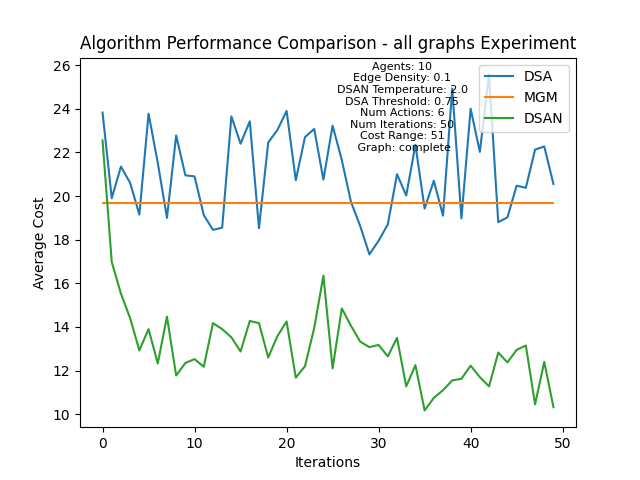 Algorithm Performance Comparison - all graphs Experiment
Agents: 10
Edge Density: 0.1
DSAN Temperature: 2.0
DSA Threshold: 0.75
Num Actions: 6
Num Iterations: 50
Cost Range: 51
Graph: complete
DSA
MGM
DSAN
Average Cost
26
24
22
20
18
16
14
12
10
0
10
20
30
40
50
Iterations